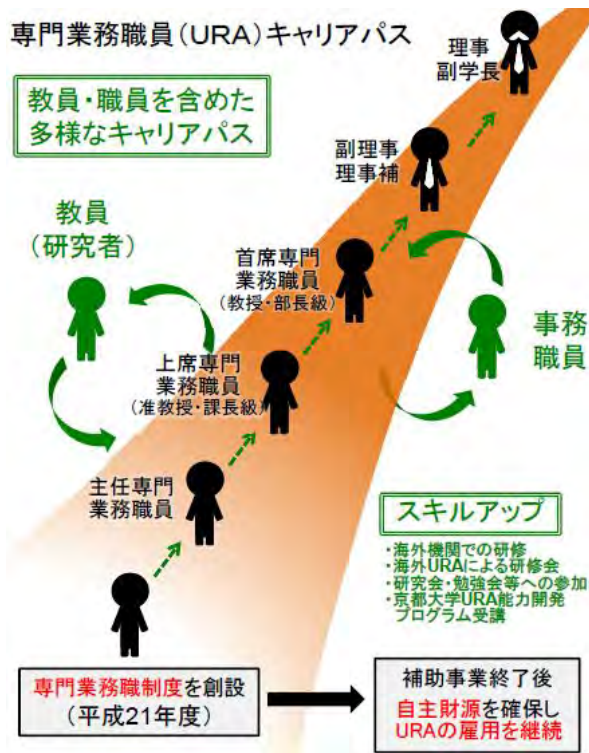 専門業務職員(URA)キャリアパス
教員・職員を含めた
多様なキャリアパス
理事
副学長
副理事
理事補
教員
(研究者)
首席専門
業務職員
(教授・部長級)
事務
職員
上席専門
業務職員
(准教授・課長級)
主任専門
業務職員
スキルアップ
・海外機関での研修
・海外URAによる研修会
・研究会・勉強会等への参加
・京都大学URA能力開発
プログラム受講
専門業務職制度を創設
(平成21年度)
補助事業終了後
自主財源を確保し
URAの雇用を継続